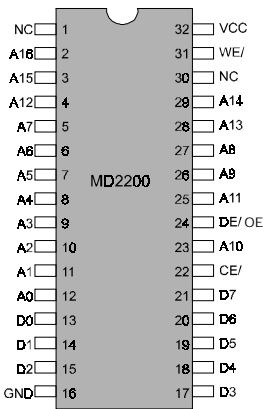 NC 1 32 VCC
A16 2 31 WE/
A15 3 30 NC
A12 4 29 A14
A7 5 28 A13
A6 6 27 A8
A5 7 26 A9
MD2200
A4 8 25 A11
A3 9 24 DE/ OE
A2 10 23 A10
A1 11 22 CE/
A0 12 21 D7
D0 13 20 D6
D1 14 19 D5
D2 15 18 D4
GND 16 17 D3